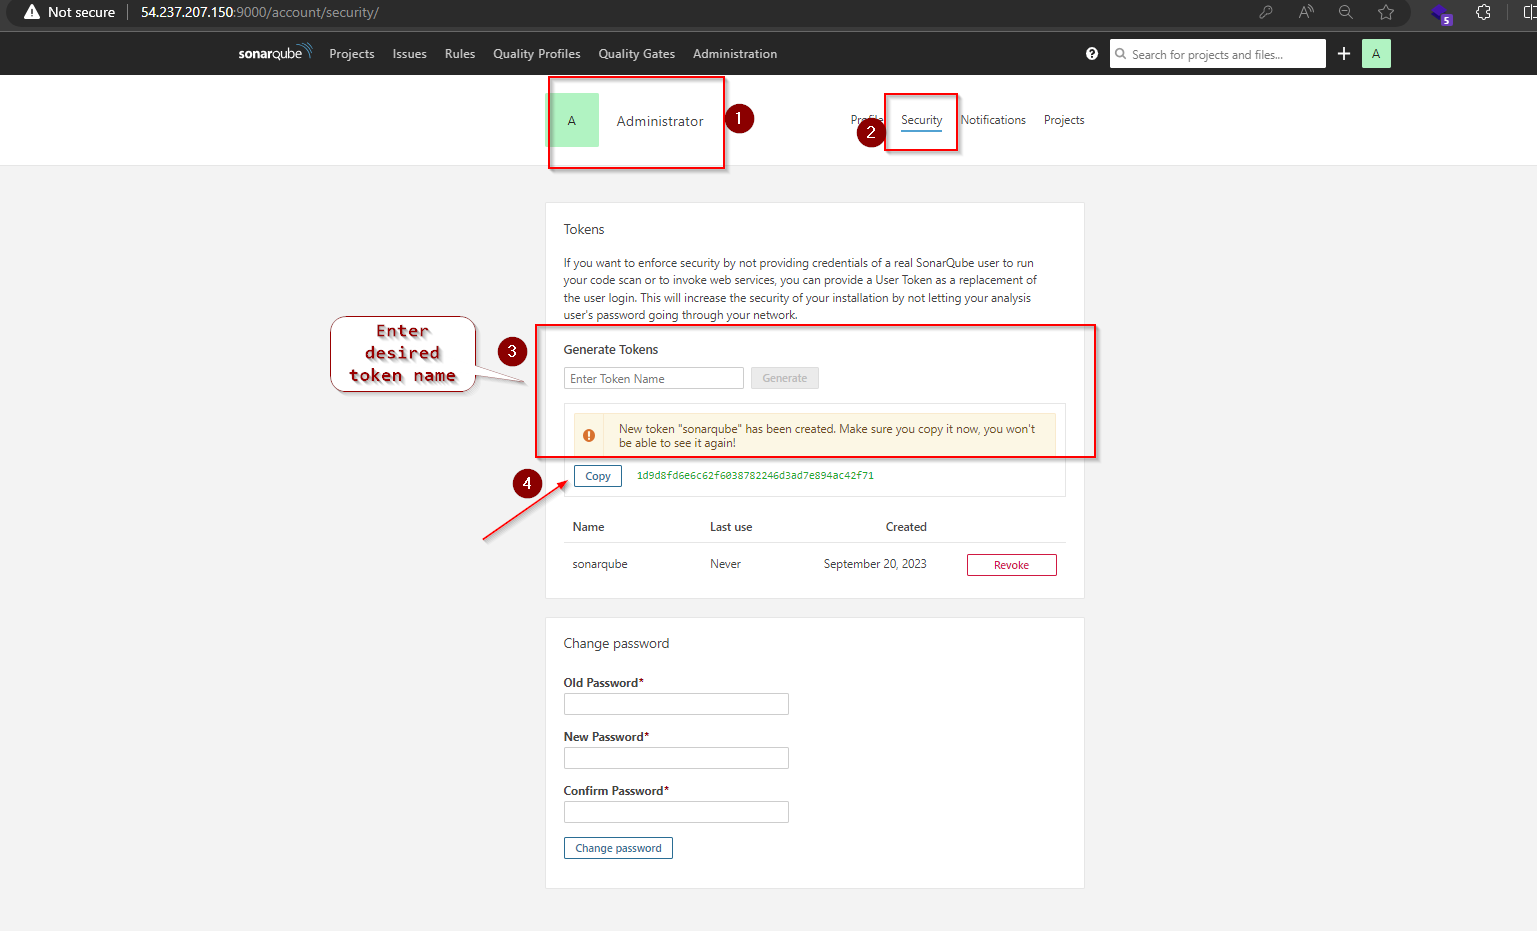 Not secure 54.237.207.150:9000/account/security/
A
5
sonarqube Projects Issues Rules Quality Profiles Quality Gates Administration
?
Search for projects and files...
A
A Administrator
1
Profile Security Notifications Projects
2
Tokens
If you want to enforce security by not providing credentials of a real SonarQube user to run
your code scan or to invoke web services, you can provide a User Token as a replacement of
the user login. This will increase the security of your installation by not letting your analysis
user's password going through your network.
Enter
desired
token name
3
Generate Tokens
Enter Token Name Generate
New token "sonarqube" has been created. Make sure you copy it now, you won't
be able to see it again!
4
Copy 1d9d8fd6e6c62f6038782246d3ad7e894ac42f71
Name Last use Created
sonarqube Never September 20, 2023 Revoke
Change password
Old Password*
New Password*
Confirm Password*
Change password